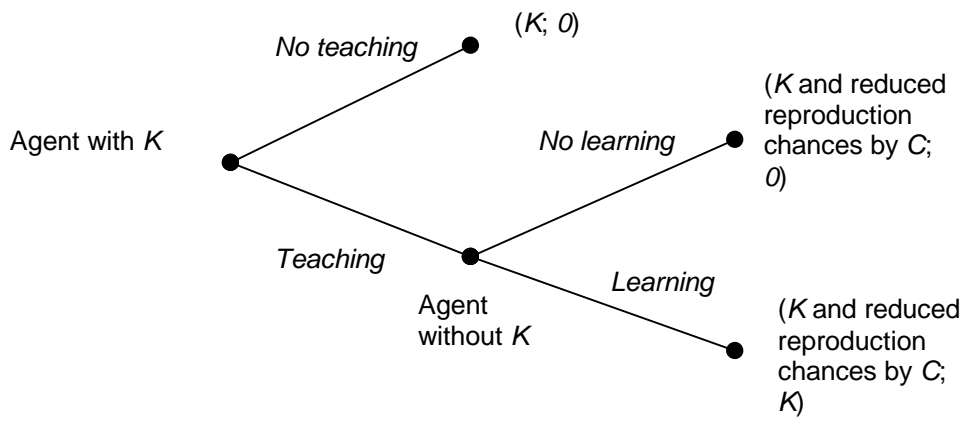 (K; 0)
No teaching
(K and reduced
reproduction
chances by C;
0)
Agent with K
No learning
Teaching
Learning
Agent
without K
(K and reduced
reproduction
chances by C;
K)